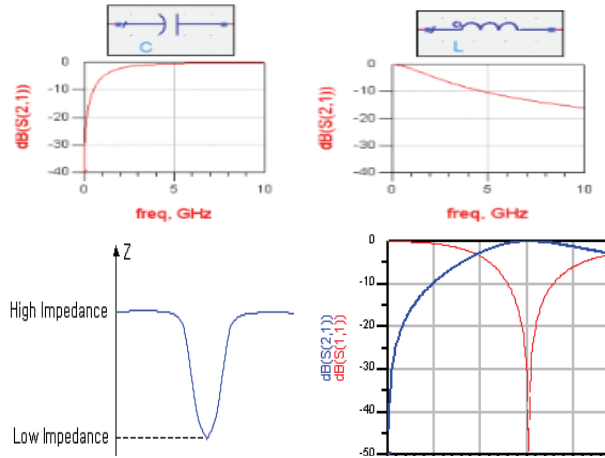 C
L
0
-10
-20
-30
-40
dB(S(2,1))
0
5
10
freq, GHz
0
-10
-20
-30
-40
dB(S(2,1))
0
5
10
freq, GHz
Z
High Impedance
Low Impedance
0
-10
-20
-30
-40
-50
dB(S(2,1))
dB(S(1,1))